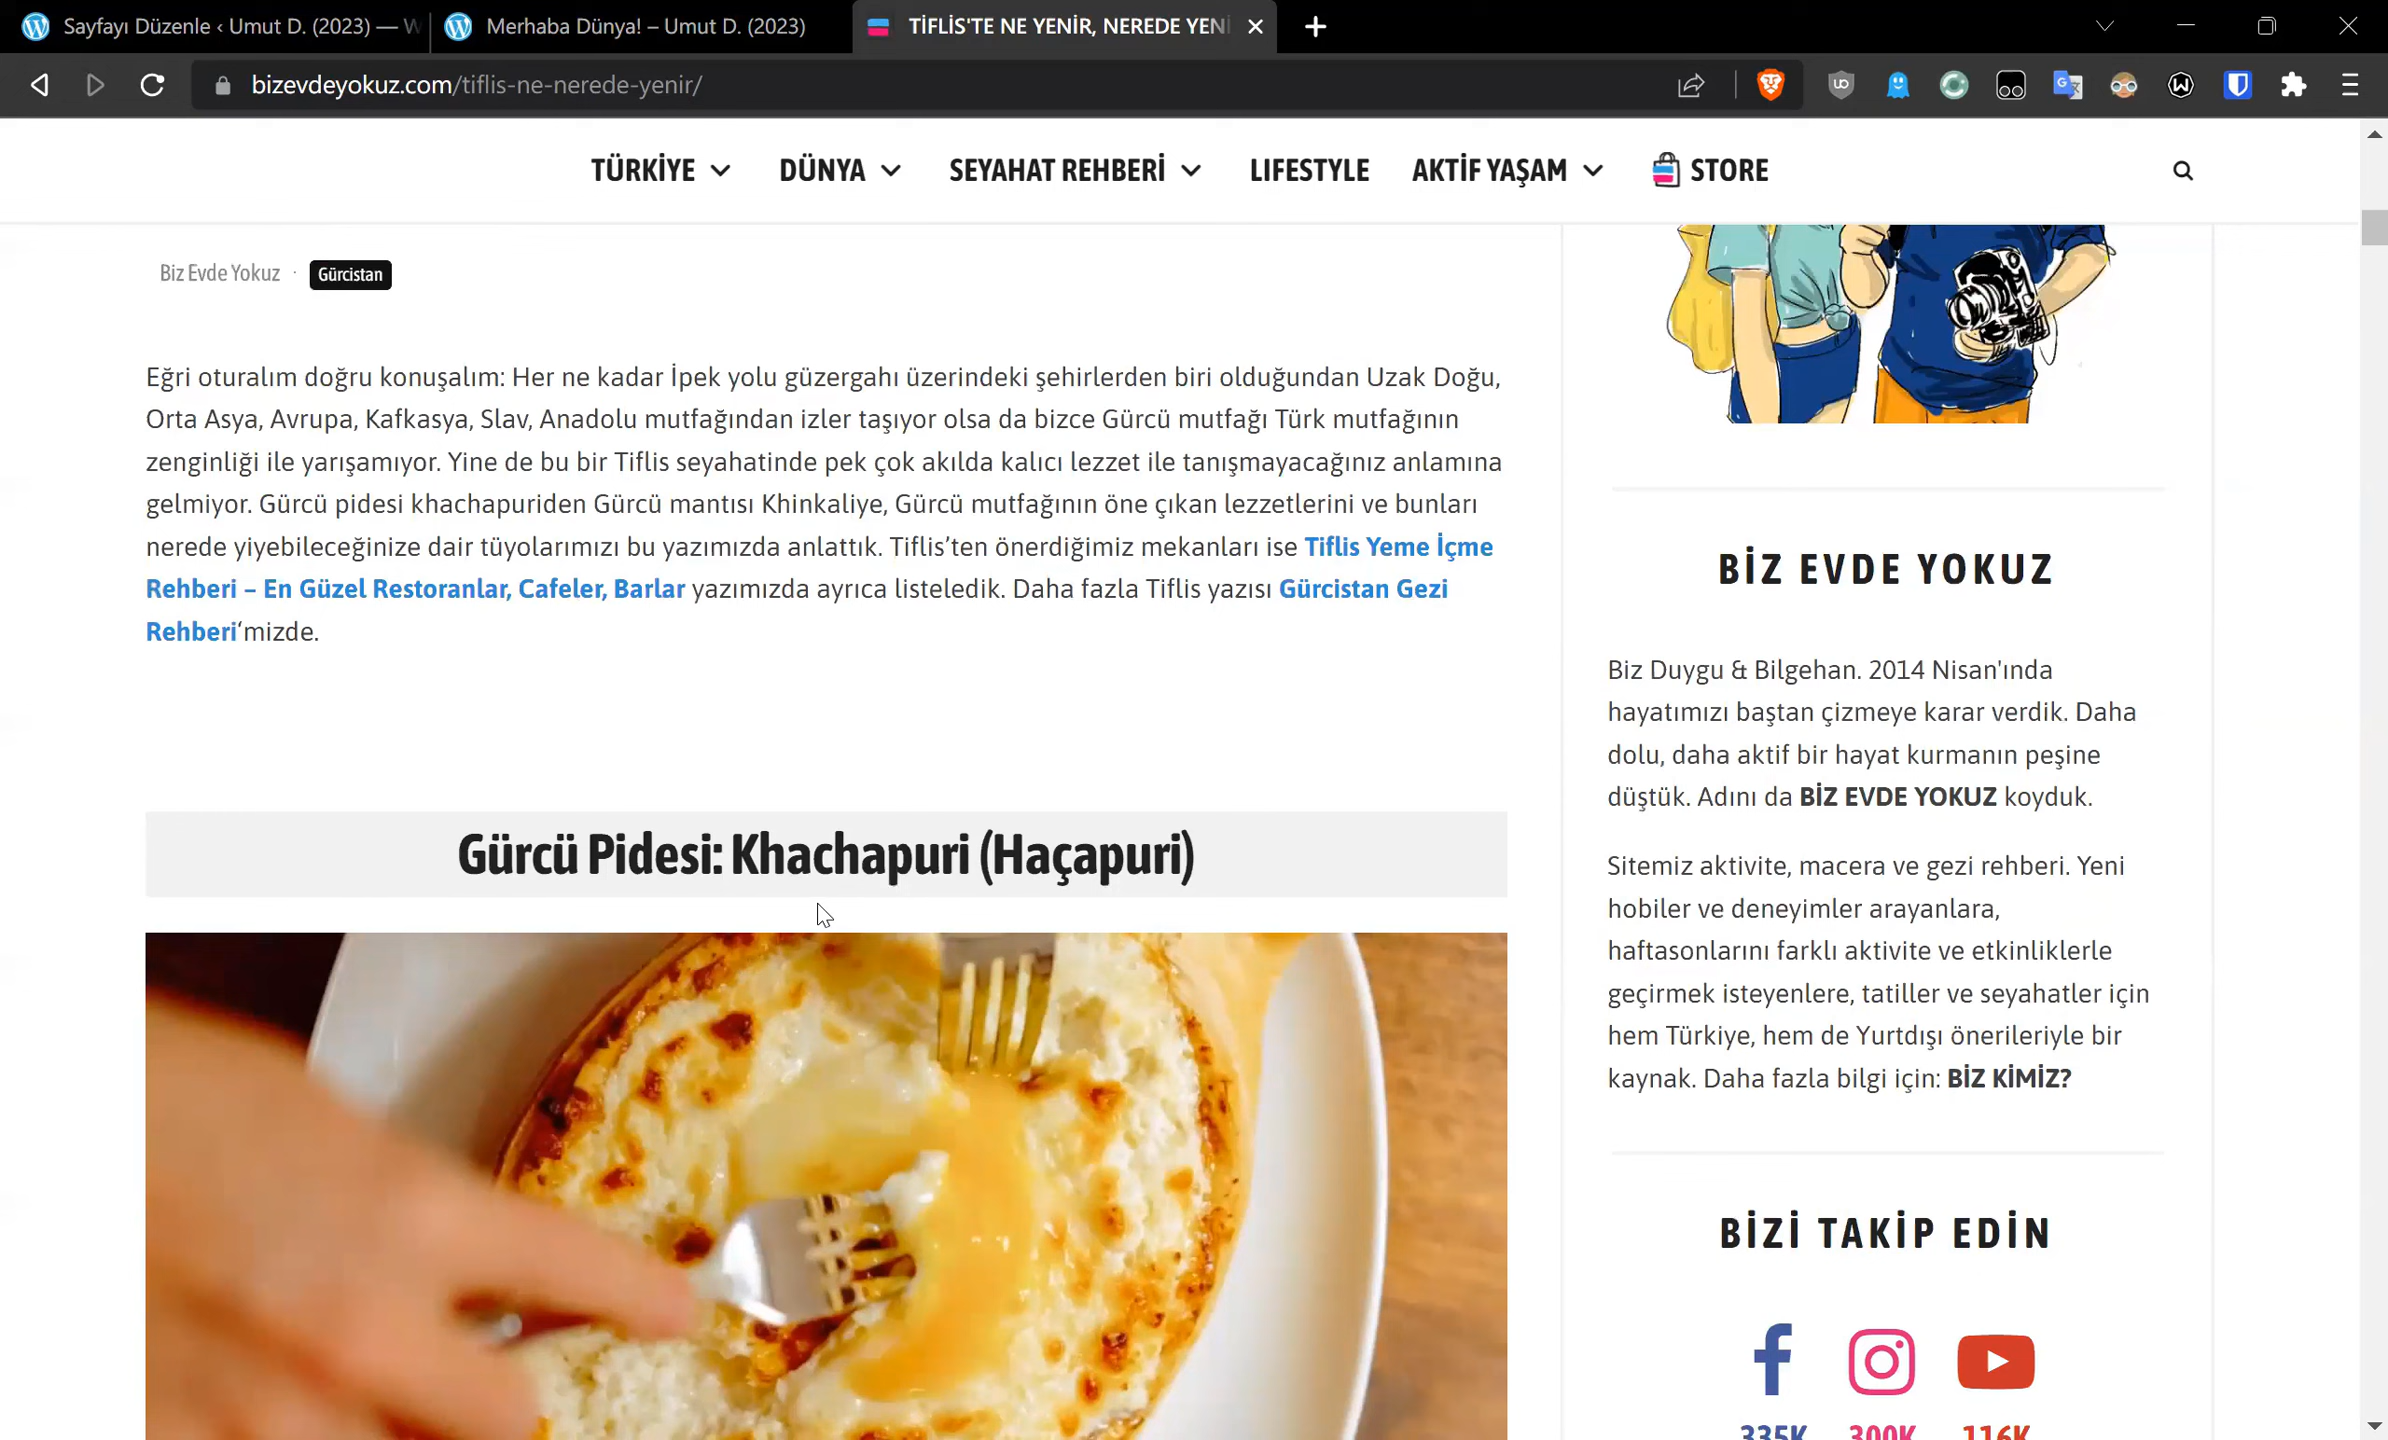 Sayfayı Düzenle ‹ Umut D. (2023) — W
Merhaba Dünya! – Umut D. (2023)
TİFLİS'TE NE YENİR, NEREDE YENİ
bizevdeyokuz.com/tiflis-ne-nerede-yenir/
TÜRKİYE
DÜNYA
SEYAHAT REHBERİ
LIFESTYLE
AKTİF YAŞAM
STORE
Biz Evde Yokuz · Gürcistan
Eğri oturalım doğru konuşalım: Her ne kadar İpek yolu güzergahı üzerindeki şehirlerden biri olduğundan Uzak Doğu,
Orta Asya, Avrupa, Kafkasya, Slav, Anadolu mutfağından izler taşıyor olsa da bizce Gürcü mutfağı Türk mutfağının
zenginliği ile yarışamıyor. Yine de bu bir Tiflis seyahatinde pek çok akılda kalıcı lezzet ile tanışmayacağınız anlamına
gelmiyor. Gürcü pidesi khachapuriden Gürcü mantısı Khinkaliye, Gürcü mutfağının öne çıkan lezzetlerini ve bunları
nerede yiyebileceğinize dair tüyolarımızı bu yazımızda anlattık. Tiflis’ten önerdiğimiz mekanları ise Tiflis Yeme İçme
Rehberi – En Güzel Restoranlar, Cafeler, Barlar yazımızda ayrıca listeledik. Daha fazla Tiflis yazısı Gürcistan Gezi
Rehberi‘mizde.
Gürcü Pidesi: Khachapuri (Haçapuri)
BİZ EVDE YOKUZ
Biz Duygu & Bilgehan. 2014 Nisan'ında
hayatımızı baştan çizmeye karar verdik. Daha
dolu, daha aktif bir hayat kurmanın peşine
düştük. Adını da BİZ EVDE YOKUZ koyduk.
Sitemiz aktivite, macera ve gezi rehberi. Yeni
hobiler ve deneyimler arayanlara,
haftasonlarını farklı aktivite ve etkinliklerle
geçirmek isteyenlere, tatiller ve seyahatler için
hem Türkiye, hem de Yurtdışı önerileriyle bir
kaynak. Daha fazla bilgi için: BİZ KİMİZ?
BİZİ TAKİP EDİN
335K
300K
116K